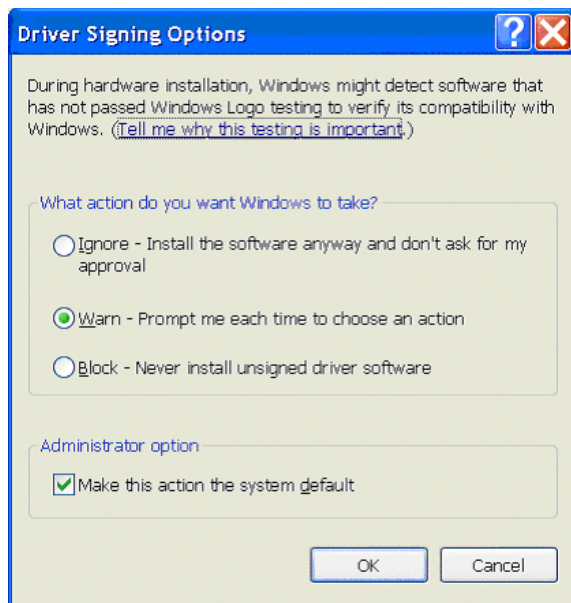 Driver Signing Options
During hardware installation, Windows might detect software that
has not passed Windows Logo testing to verify its compatibility with
Windows. (Tell me why this testing is important.)
What action do you want Windows to take?
Ignore - Install the software anyway and don't ask for my
approval
Warn - Prompt me each time to choose an action
Block - Never install unsigned driver software
Administrator option
Make this action the system default
OK Cancel